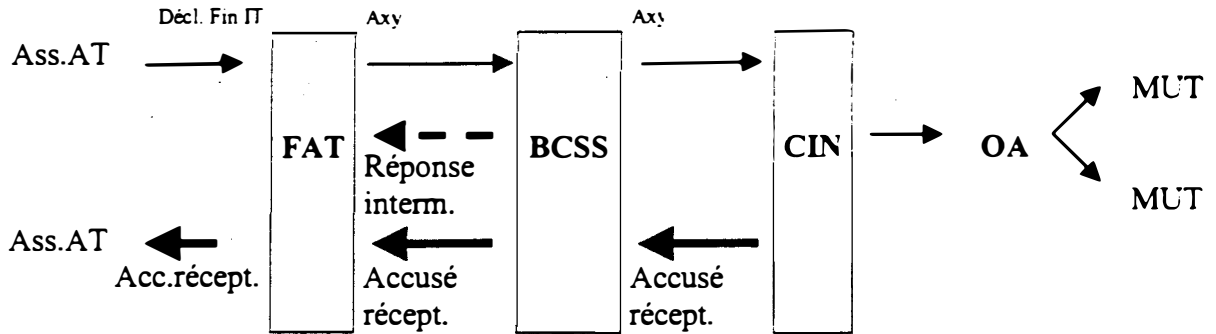 Décl. Fin IT
Axy
Axy
Ass.AT
MUT
FAT
BCSS
CIN
OA
Réponse
interm.
MUT
Ass.AT
Acc.récept.
Accusé
récept.
Accusé
récept.